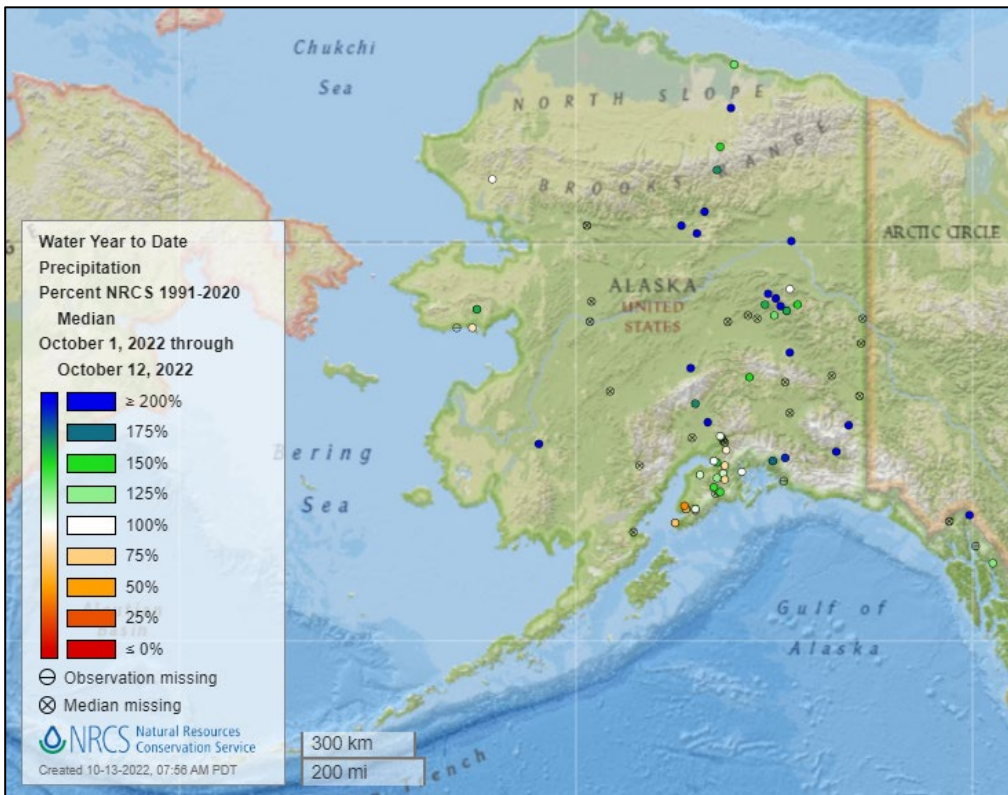 Chukchi
Sea
NORTH SLOPE
BROOKS RANGE
ARCTIC CIRCLE
ALASKA
UNITED
STATES
Bering
Sea
Gulf of
Alaska
Trench
Water Year to Date
Precipitation
Percent NRCS 1991-2020
Median
October 1, 2022 through
October 12, 2022
≥ 200%
175%
150%
125%
100%
75%
50%
25%
≤ 0%
Aleutian
Basin
Observation missing
Median missing
NRCS Natural Resources
Conservation Service
Created 10-13-2022, 07:56 AM PDT
300 km
200 mi